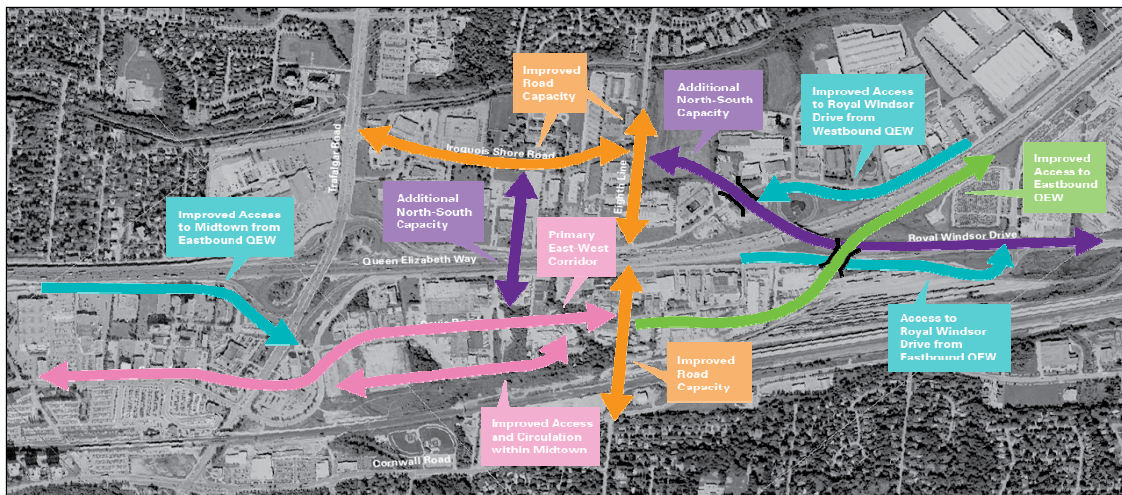 Improved
Road
Capacity
Additional
North-South
Capacity
Improved Access
to Royal Windsor
Drive from
Westbound QEW
Trafalgar Road
Iroquois Shore Road
Eighth Line
Improved
Access to
Eastbound
QEW
Improved Access
to Midtown from
Eastbound QEW
Additional
North-South
Capacity
Primary
East-West
Corridor
Queen Elizabeth Way
Royal Windsor Drive
Access to
Royal Windsor
Drive from
Eastbound QEW
Improved
Road
Capacity
Improved Access
and Circulation
within Midtown
Cornwall Road